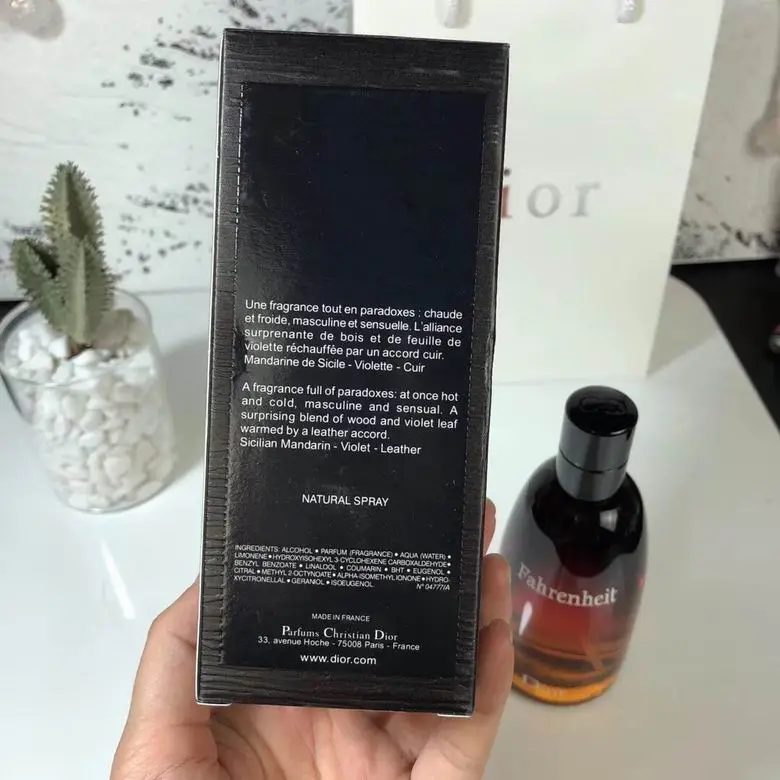 Dior
Une fragrance tout en paradoxes : chaude
et froide, masculine et sensuelle. L'alliance
surprenante de bois et de feuille de
violette réchauffée par un accord cuir.
Mandarine de Sicile - Violette - Cuir
A fragrance full of paradoxes: at once hot
and cold, masculine and sensual. A
surprising blend of wood and violet leaf
warmed by a leather accord.
Sicilian Mandarin - Violet - Leather
NATURAL SPRAY
INGREDIENTS: ALCOHOL • PARFUM (FRAGRANCE) • AQUA (WATER) •
LIMONENE • HYDROXYISOHEXYL 3-CYCLOHEXENE CARBOXALDEHYDE •
BENZYL BENZOATE • LINALOOL • COUMARIN • BHT • EUGENOL •
CITRAL • METHYL 2-OCTYNOATE • ALPHA-ISOMETHYL IONONE • HYDRO-
XYCITRONELLAL • GERANIOL • ISOEUGENOL.
N° 04777/A
MADE IN FRANCE
Parfums Christian Dior
33, avenue Hoche - 75008 Paris - France
www.dior.com
Fahrenheit
Dior